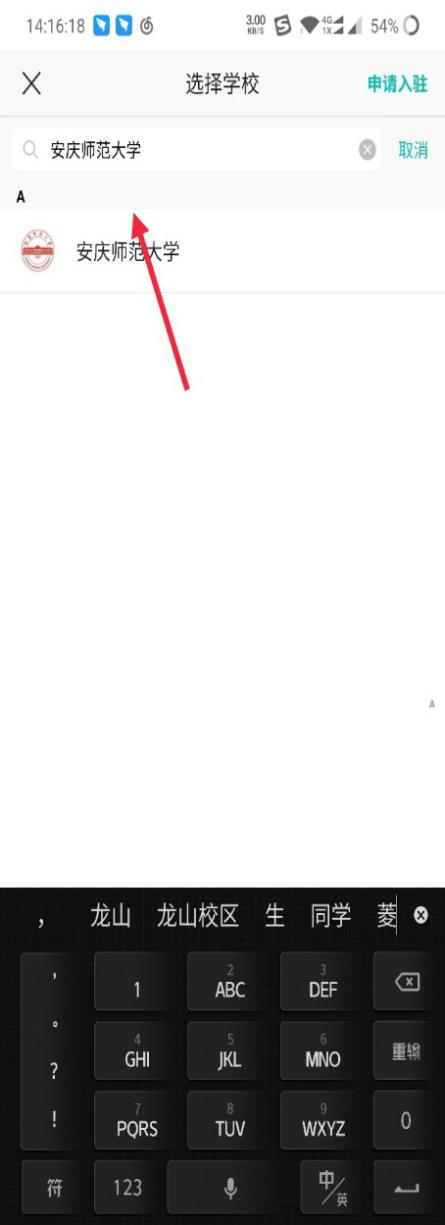 14:16:18 3.00 KB/S 4G 1X 54%
选择学校 申请入驻
安庆师范大学 取消
A
安庆师范大学
A
， 龙山 龙山校区 生 同学 菱
' 1 2 ABC 3 DEF
。 4 GHI 5 JKL 6 MNO 重输
? 7 PQRS 8 TUV 9 WXYZ 0
!
符 123 中/英